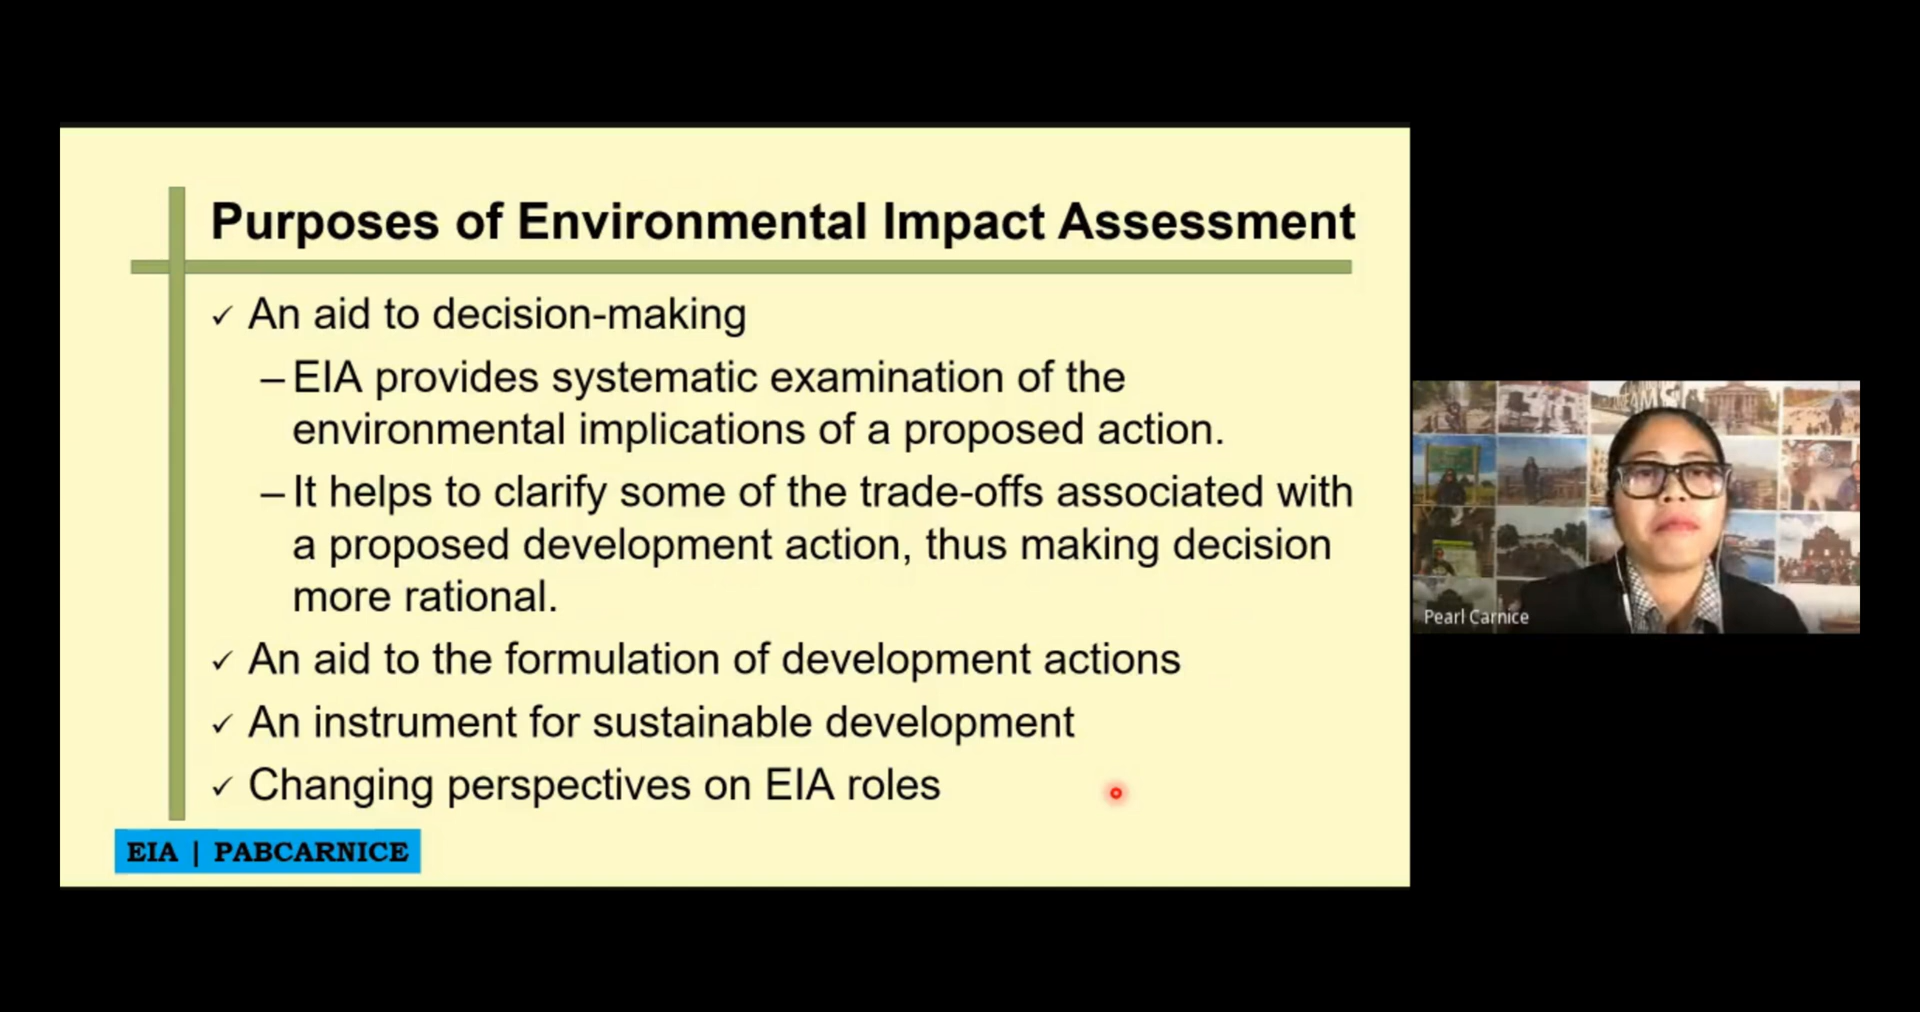 Purposes of Environmental Impact Assessment
✓ An aid to decision-making
– EIA provides systematic examination of the
environmental implications of a proposed action.
– It helps to clarify some of the trade-offs associated with
a proposed development action, thus making decision
more rational.
✓ An aid to the formulation of development actions
✓ An instrument for sustainable development
✓ Changing perspectives on EIA roles
EIA | PABCARNICE
Pearl Carnice